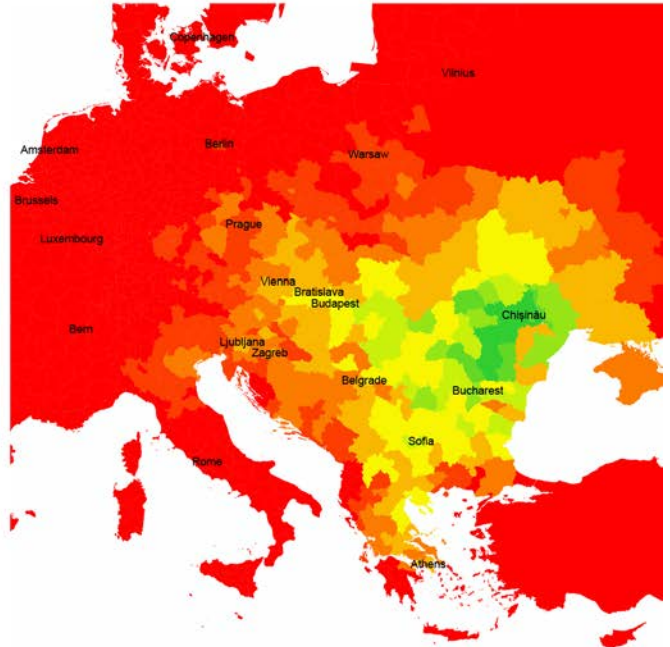 Copenhagen
Vilnius
Berlin
Amsterdam
Warsaw
Brussels
Prague
Luxembourg
Vienna
Bratislava
Budapest
Chişinău
Bern
Ljubljana
Zagreb
Belgrade
Bucharest
Sofia
Rome
Athens